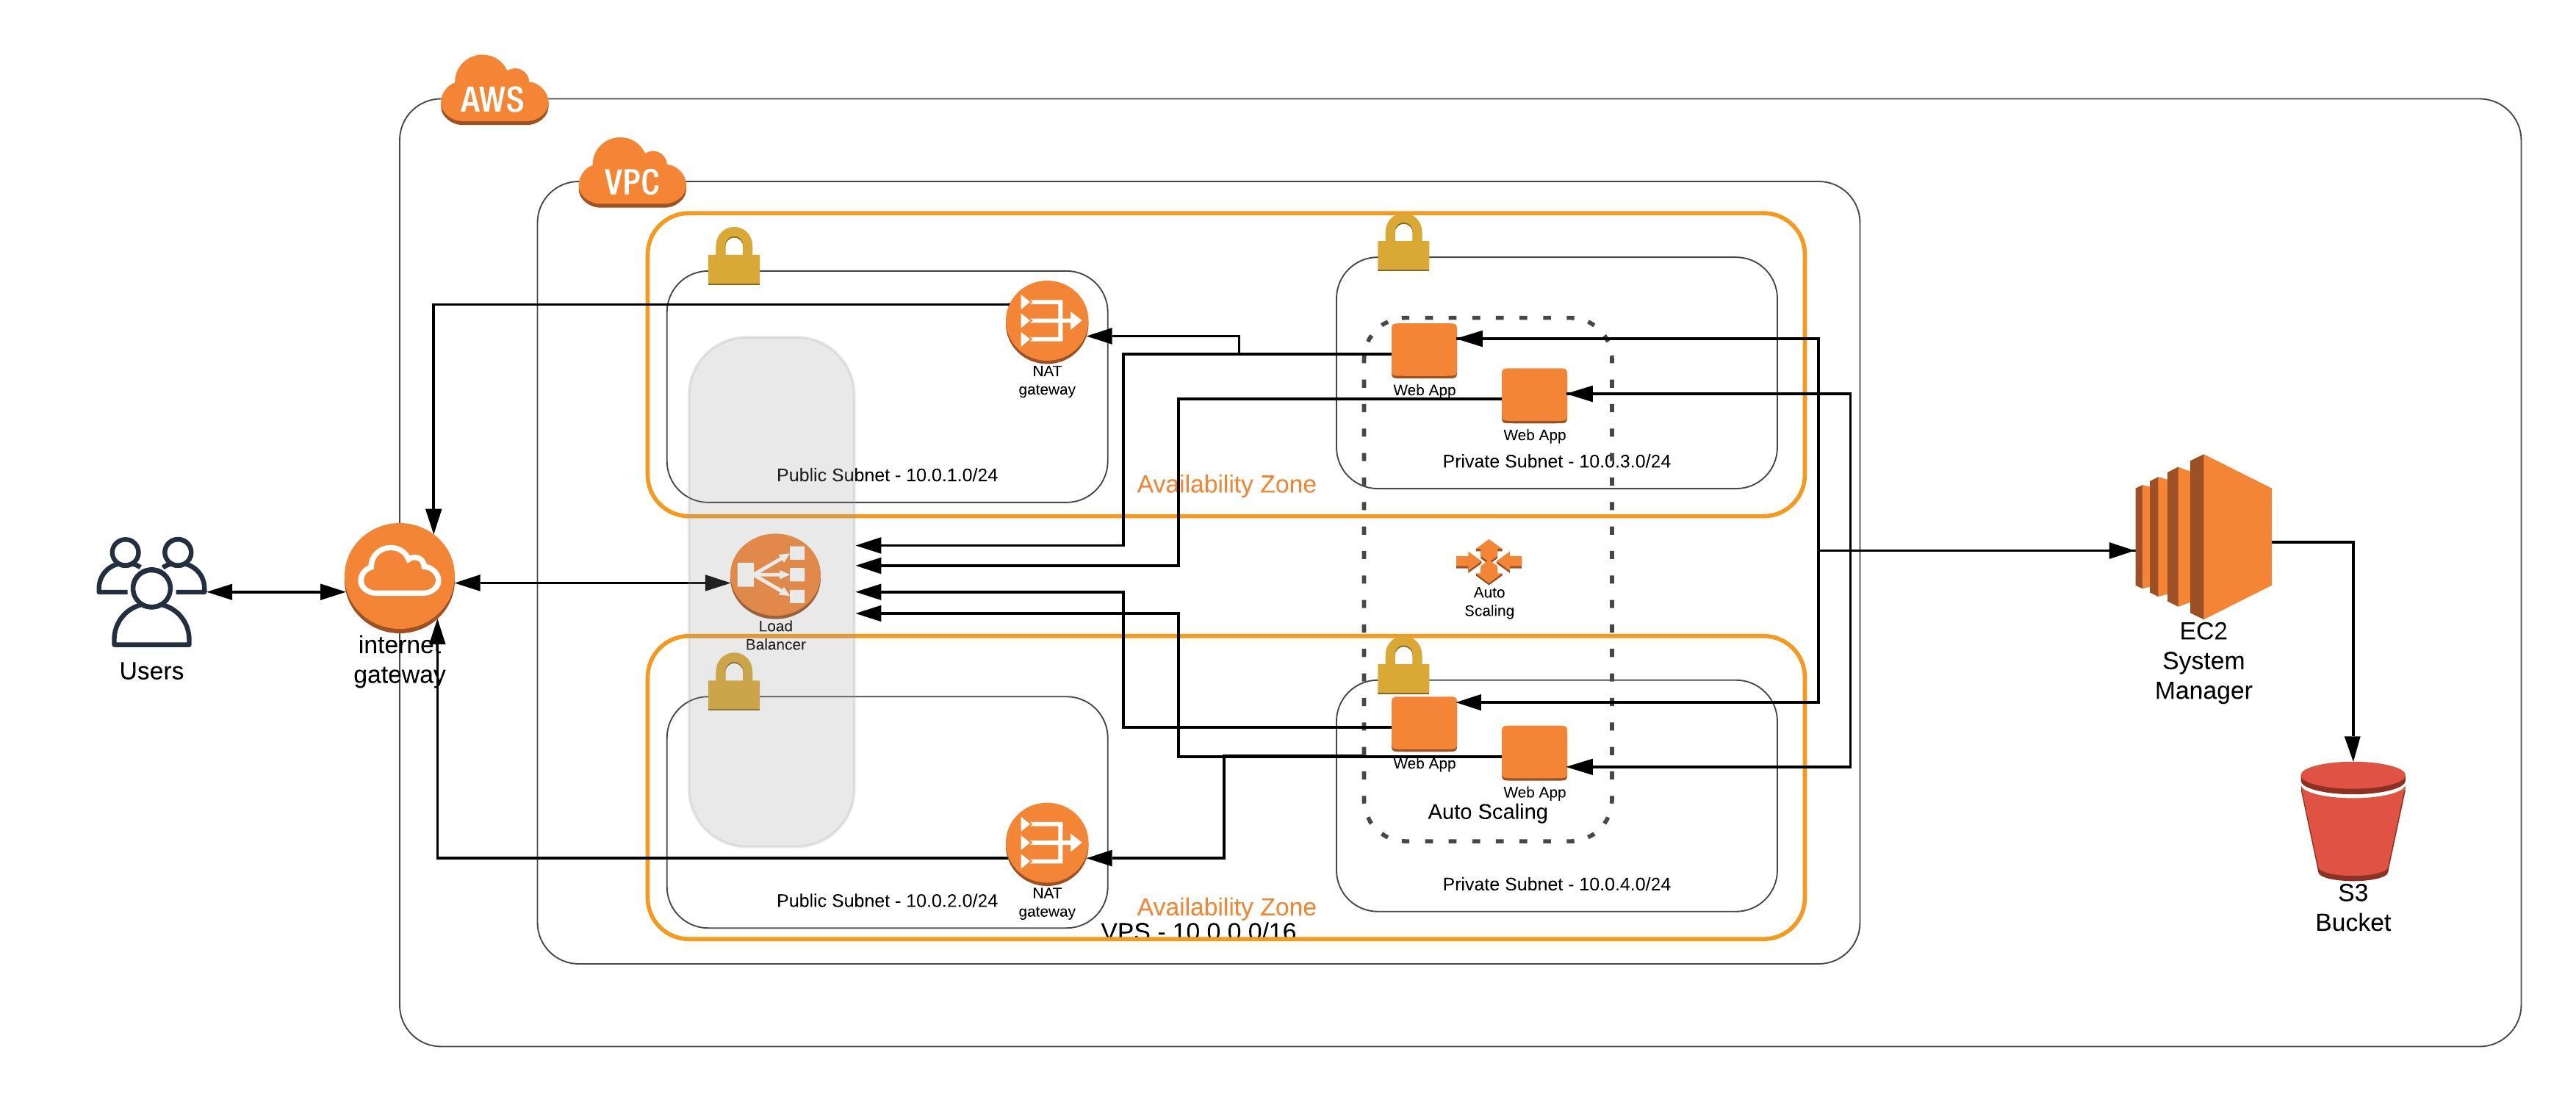 AWS
VPC
NAT
gateway
Web App
Web App
Public Subnet - 10.0.1.0/24
Private Subnet - 10.0.3.0/24
Availability Zone
Users
internet
gateway
Load
Balancer
Auto
Scaling
EC2
System
Manager
Web App
Web App
Auto Scaling
NAT
gateway
Public Subnet - 10.0.2.0/24
Private Subnet - 10.0.4.0/24
Availability Zone
VPS - 10.0.0.0/16
S3
Bucket